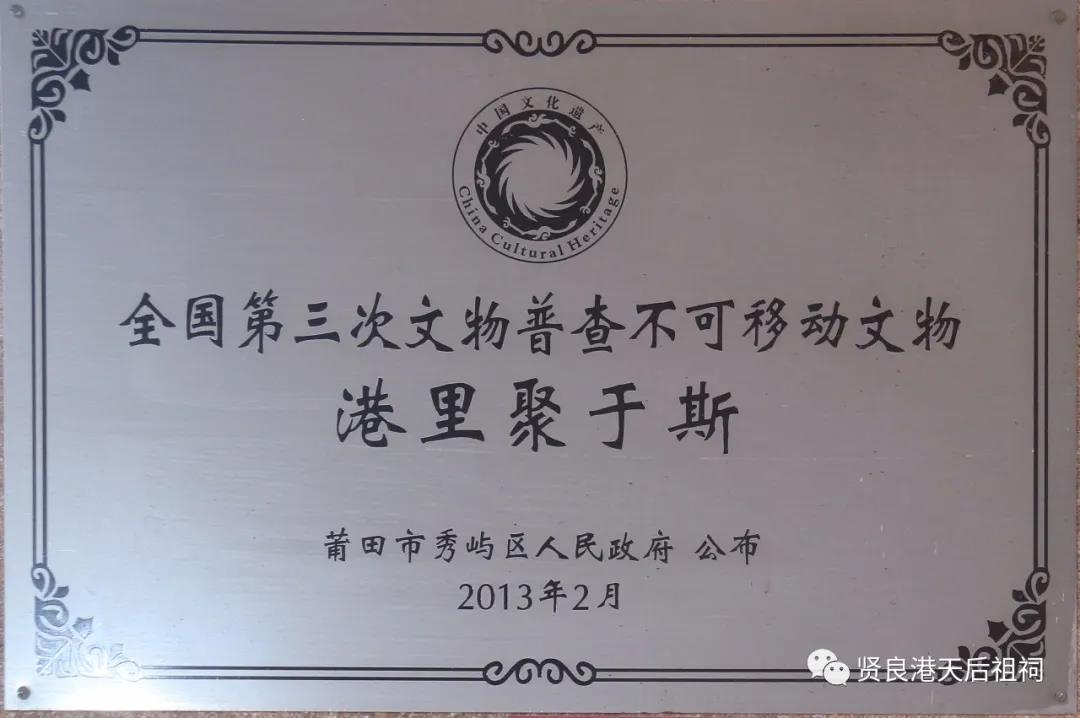 中国文化遗产
China Cultural Heritage
全国第三次文物普查不可移动文物
港里聚于斯
莆田市秀屿区人民政府 公布
2013年2月
贤良港天后祖祠